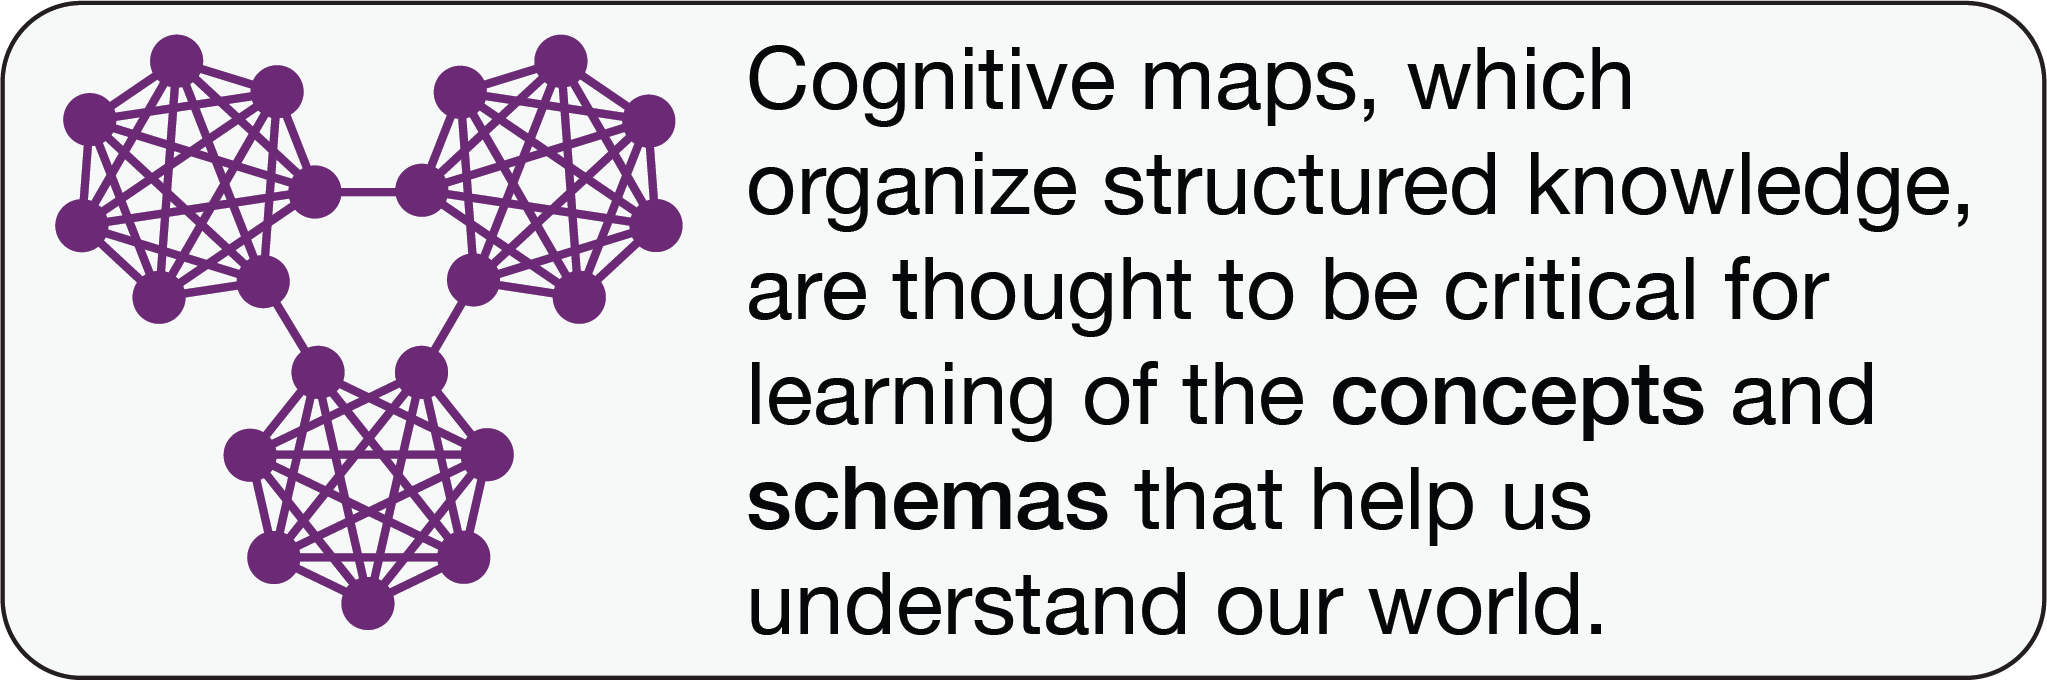 Cognitive maps, which
organize structured knowledge,
are thought to be critical for
learning of the concepts and
schemas that help us
understand our world.